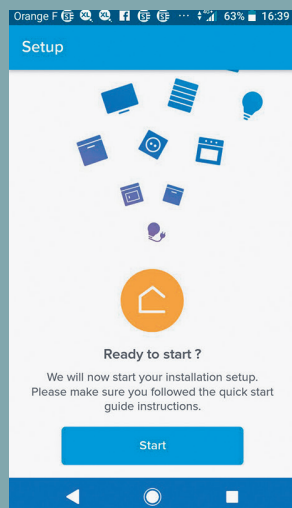 Orange F ... 4G+ 63% 16:39
Setup
Ready to start ?
We will now start your installation setup.
Please make sure you followed the quick start
guide instructions.
Start